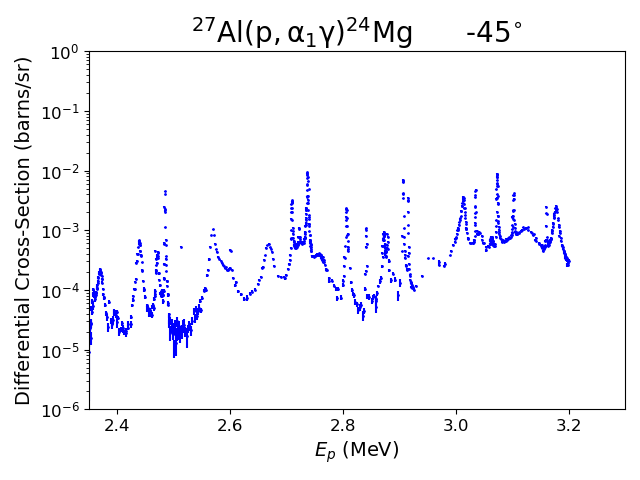 ²⁷Al(p, α₁γ)²⁴Mg -45°
Differential Cross-Section (barns/sr)
10⁰
10⁻¹
10⁻²
10⁻³
10⁻⁴
10⁻⁵
10⁻⁶
2.4 2.6 2.8 3.0 3.2
Eₚ (MeV)